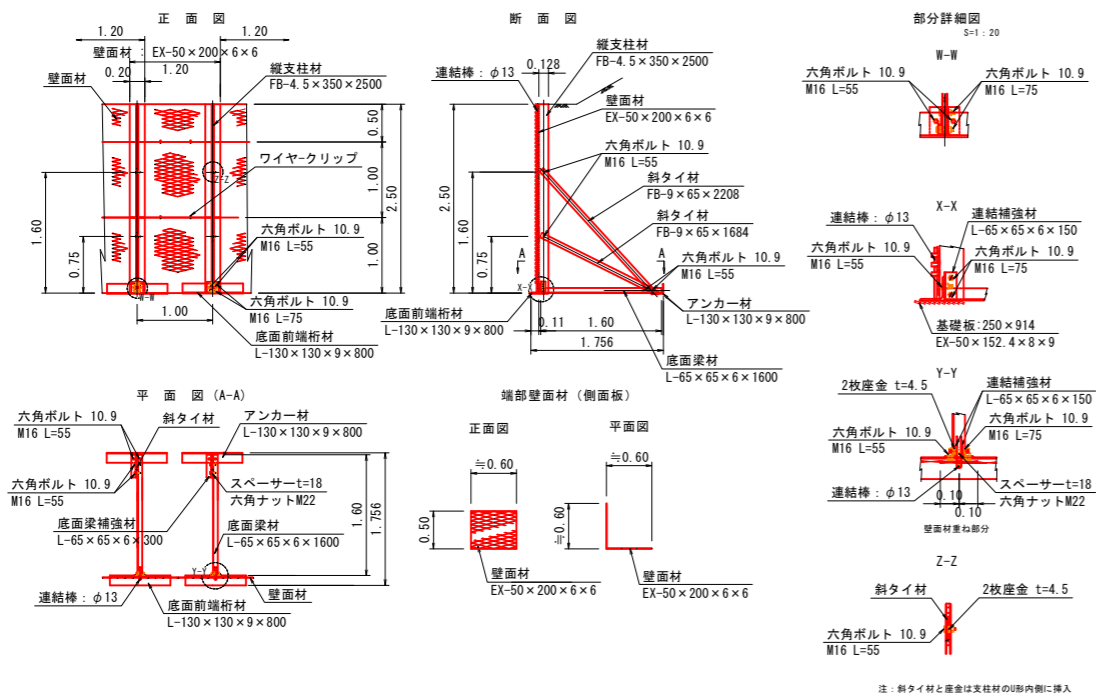 正 面 図
1.20
1.20
壁面材 : EX-50×200×6×6
0.20
1.20
縦支柱材
FB-4.5×350×2500
壁面材
ワイヤ-クリップ
Z-Z
0.50
1.00
1.00
2.50
1.60
0.75
六角ボルト 10.9
M16 L=55
W-W
六角ボルト 10.9
M16 L=75
1.00
底面前端桁材
L-130×130×9×800
断 面 図
縦支柱材
FB-4.5×350×2500
0.128
連結棒: φ13
壁面材
EX-50×200×6×6
六角ボルト 10.9
M16 L=55
斜タイ材
FB-9×65×2208
斜タイ材
FB-9×65×1684
2.50
1.60
0.75
A
A
六角ボルト 10.9
M16 L=55
X-X
アンカー材
L-130×130×9×800
底面前端桁材
L-130×130×9×800
0.11
1.60
1.756
底面梁材
L-65×65×6×1600
部分詳細図
S=1 : 20
W-W
六角ボルト 10.9
M16 L=55
六角ボルト 10.9
M16 L=75
X-X
連結棒: φ13
連結補強材
L-65×65×6×150
六角ボルト 10.9
M16 L=55
六角ボルト 10.9
M16 L=75
基礎板:250×914
EX-50×152.4×8×9
Y-Y
2枚座金 t=4.5
連結補強材
L-65×65×6×150
六角ボルト 10.9
M16 L=55
六角ボルト 10.9
M16 L=75
連結棒: φ13
スペーサーt=18
六角ナットM22
0.10
0.10
壁面材重ね部分
Z-Z
斜タイ材
2枚座金 t=4.5
六角ボルト 10.9
M16 L=55
注:斜タイ材と座金は支柱材のU形内側に挿入
平 面 図 (A-A)
六角ボルト 10.9
M16 L=55
斜タイ材
アンカー材
L-130×130×9×800
六角ボルト 10.9
M16 L=55
スペーサーt=18
六角ナットM22
底面梁補強材
L-65×65×6×300
底面梁材
L-65×65×6×1600
1.60
1.756
Y-Y
連結棒: φ13
底面前端桁材
L-130×130×9×800
壁面材
端部壁面材 (側面板)
正面図
≒0.60
0.50
壁面材
EX-50×200×6×6
平面図
≒0.60
≒0.60
壁面材
EX-50×200×6×6